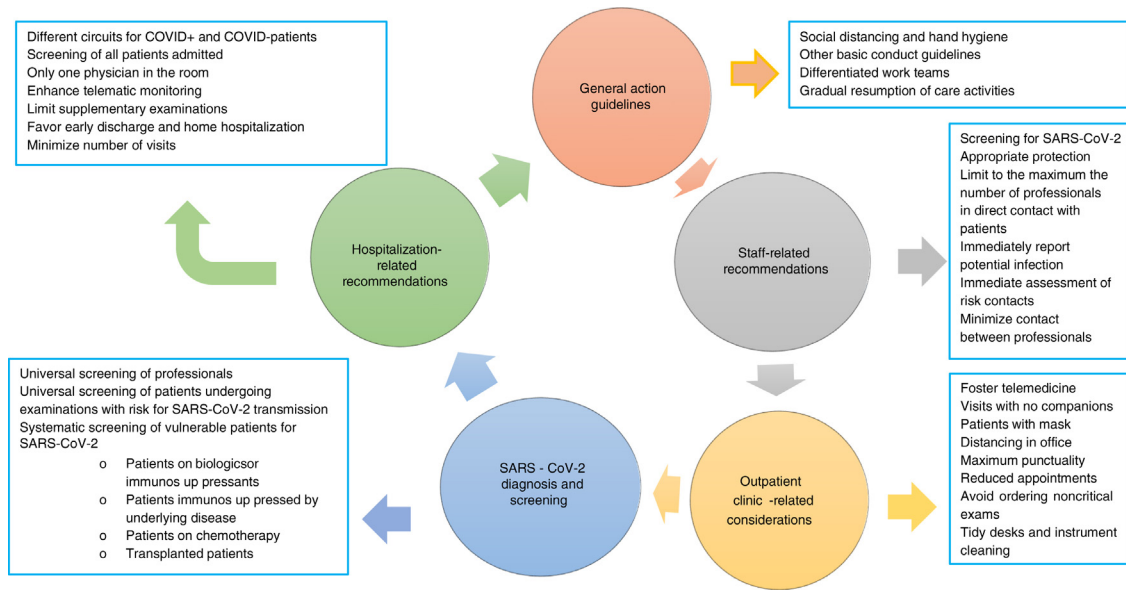 Different circuits for COVID+ and COVID-patients
Screening of all patients admitted
Only one physician in the room
Enhance telematic monitoring
Limit supplementary examinations
Favor early discharge and home hospitalization
Minimize number of visits
General action
guidelines
Social distancing and hand hygiene
Other basic conduct guidelines
Differentiated work teams
Gradual resumption of care activities
Hospitalization-
related
recommendations
Staff-related
recommendations
Screening for SARS-CoV-2
Appropriate protection
Limit to the maximum the
number of professionals
in direct contact with
patients
Immediately report
potential infection
Immediate assessment of
risk contacts
Minimize contact
between professionals
Universal screening of professionals
Universal screening of patients undergoing
examinations with risk for SARS-CoV-2 transmission
Systematic screening of vulnerable patients for
SARS-CoV-2
o Patients on biologicsor
immunos up pressants
o Patients immunos up pressed by
underlying disease
o Patients on chemotherapy
o Transplanted patients
SARS - CoV-2
diagnosis and
screening
Outpatient
clinic -related
considerations
Foster telemedicine
Visits with no companions
Patients with mask
Distancing in office
Maximum punctuality
Reduced appointments
Avoid ordering noncritical
exams
Tidy desks and instrument
cleaning